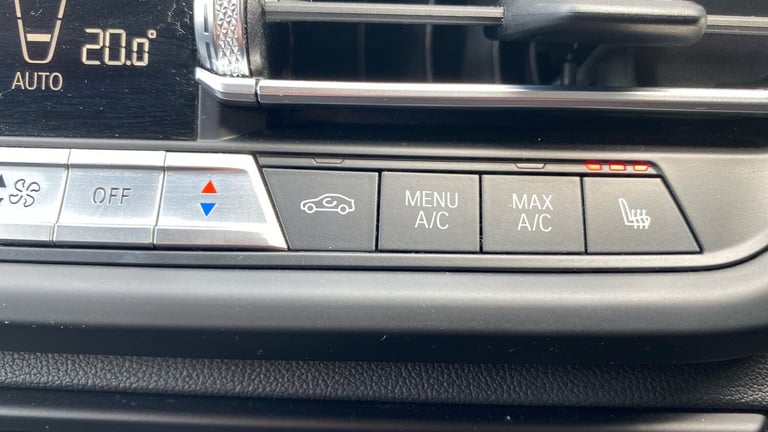 20.0°
AUTO
OFF
MENU
A/C
MAX
A/C